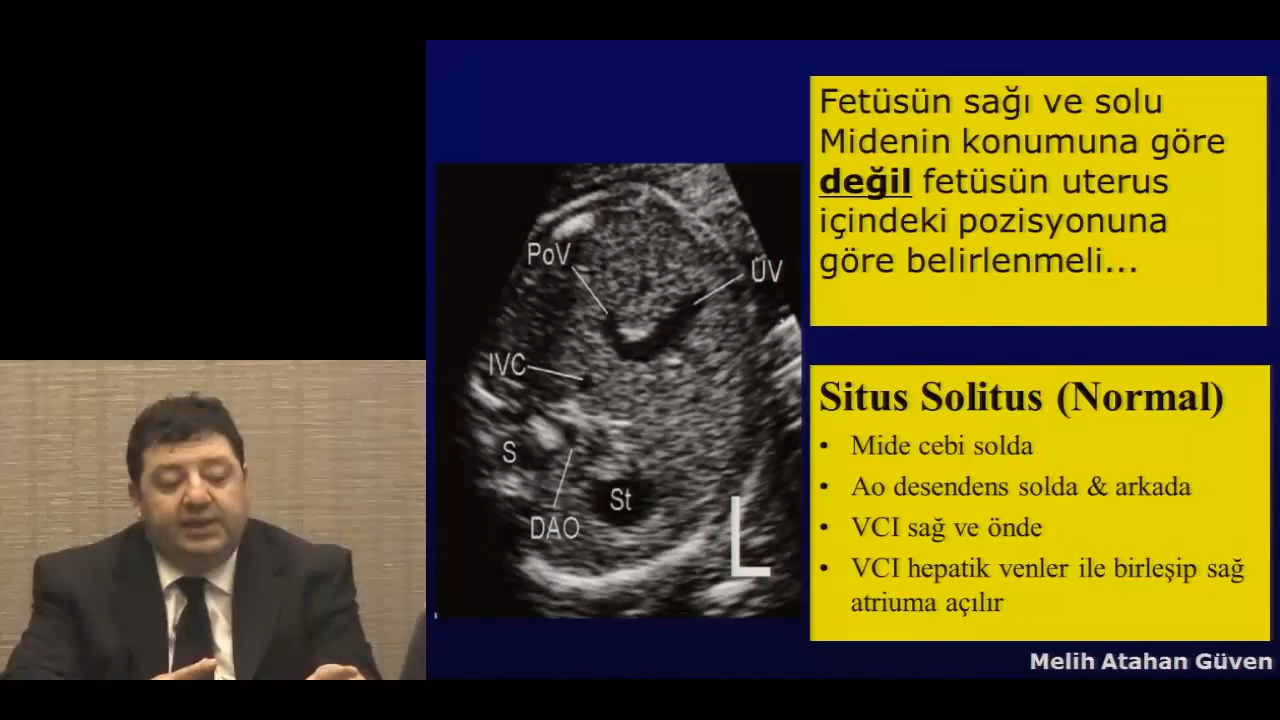 Fetüsün sağı ve solu
Midenin konumuna göre
değil fetüsün uterus
içindeki pozisyonuna
göre belirlenmeli...
PoV
UV
IVC
S
St
DAO
L
Situs Solitus (Normal)
• Mide cebi solda
• Ao desendens solda & arkada
• VCI sağ ve önde
• VCI hepatik venler ile birleşip sağ
atriuma açılır
Melih Atahan Güven